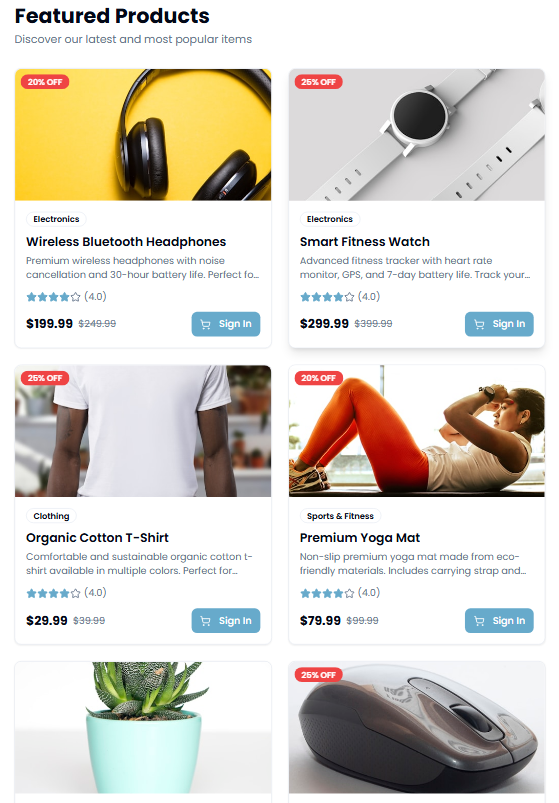 Featured Products
Discover our latest and most popular items
20% OFF
Electronics
Wireless Bluetooth Headphones
Premium wireless headphones with noise
cancellation and 30-hour battery life. Perfect fo...
(4.0)
$199.99 $249.99
Sign In
25% OFF
Electronics
Smart Fitness Watch
Advanced fitness tracker with heart rate
monitor, GPS, and 7-day battery life. Track your...
(4.0)
$299.99 $399.99
Sign In
25% OFF
Clothing
Organic Cotton T-Shirt
Comfortable and sustainable organic cotton t-
shirt available in multiple colors. Perfect for...
(4.0)
$29.99 $39.99
Sign In
20% OFF
Sports & Fitness
Premium Yoga Mat
Non-slip premium yoga mat made from eco-
friendly materials. Includes carrying strap and...
(4.0)
$79.99 $99.99
Sign In
25% OFF